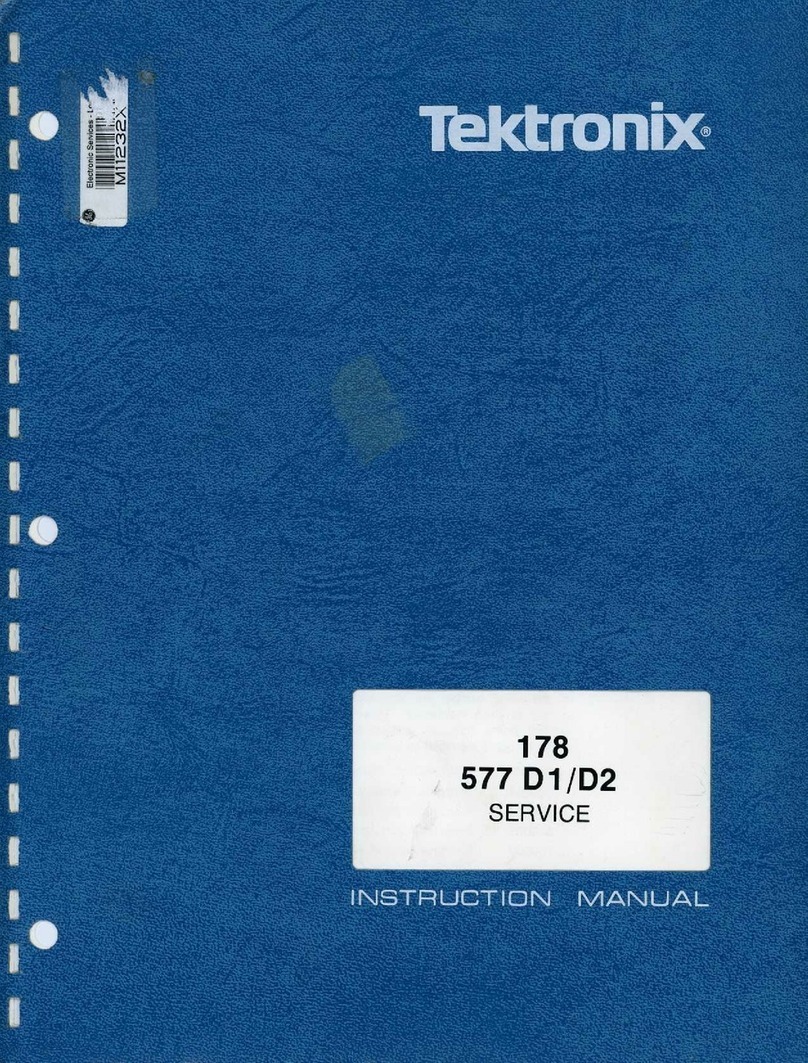 Electronic Services -
M11232X
Tektronix®
178
577 D1/D2
SERVICE
INSTRUCTION MANUAL